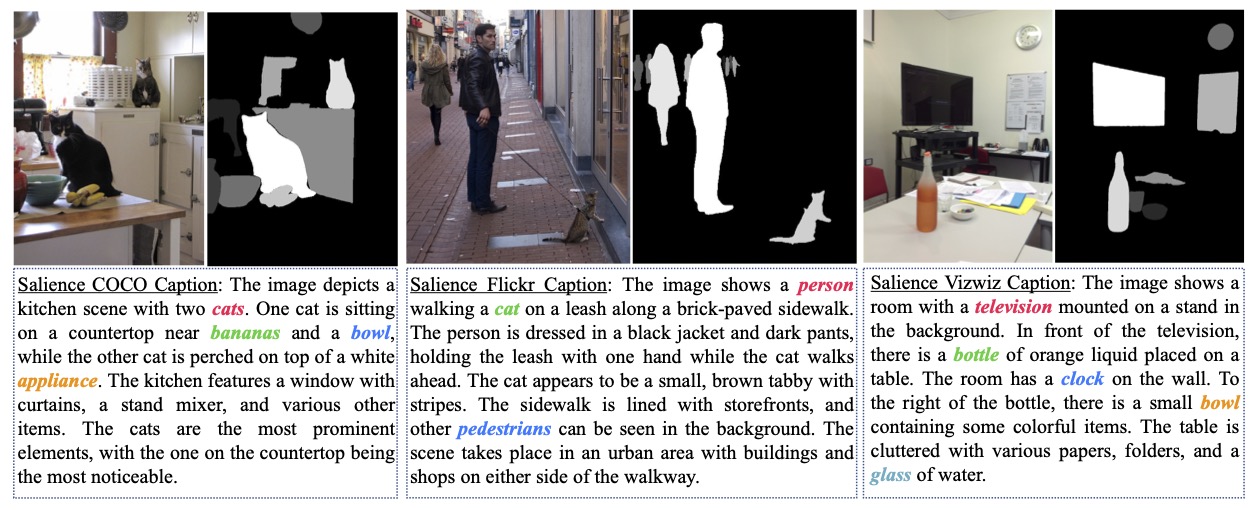 Salience COCO Caption: The image depicts a
kitchen scene with two cats. One cat is sitting
on a countertop near bananas and a bowl,
while the other cat is perched on top of a white
appliance. The kitchen features a window with
curtains, a stand mixer, and various other
items. The cats are the most prominent
elements, with the one on the countertop being
the most noticeable.
Salience Flickr Caption: The image shows a person
walking a cat on a leash along a brick-paved sidewalk.
The person is dressed in a black jacket and dark pants,
holding the leash with one hand while the cat walks
ahead. The cat appears to be a small, brown tabby with
stripes. The sidewalk is lined with storefronts, and
other pedestrians can be seen in the background. The
scene takes place in an urban area with buildings and
shops on either side of the walkway.
Salience Vizwiz Caption: The image shows a
room with a television mounted on a stand in
the background. In front of the television,
there is a bottle of orange liquid placed on a
table. The room has a clock on the wall. To
the right of the bottle, there is a small bowl
containing some colorful items. The table is
cluttered with various papers, folders, and a
glass of water.